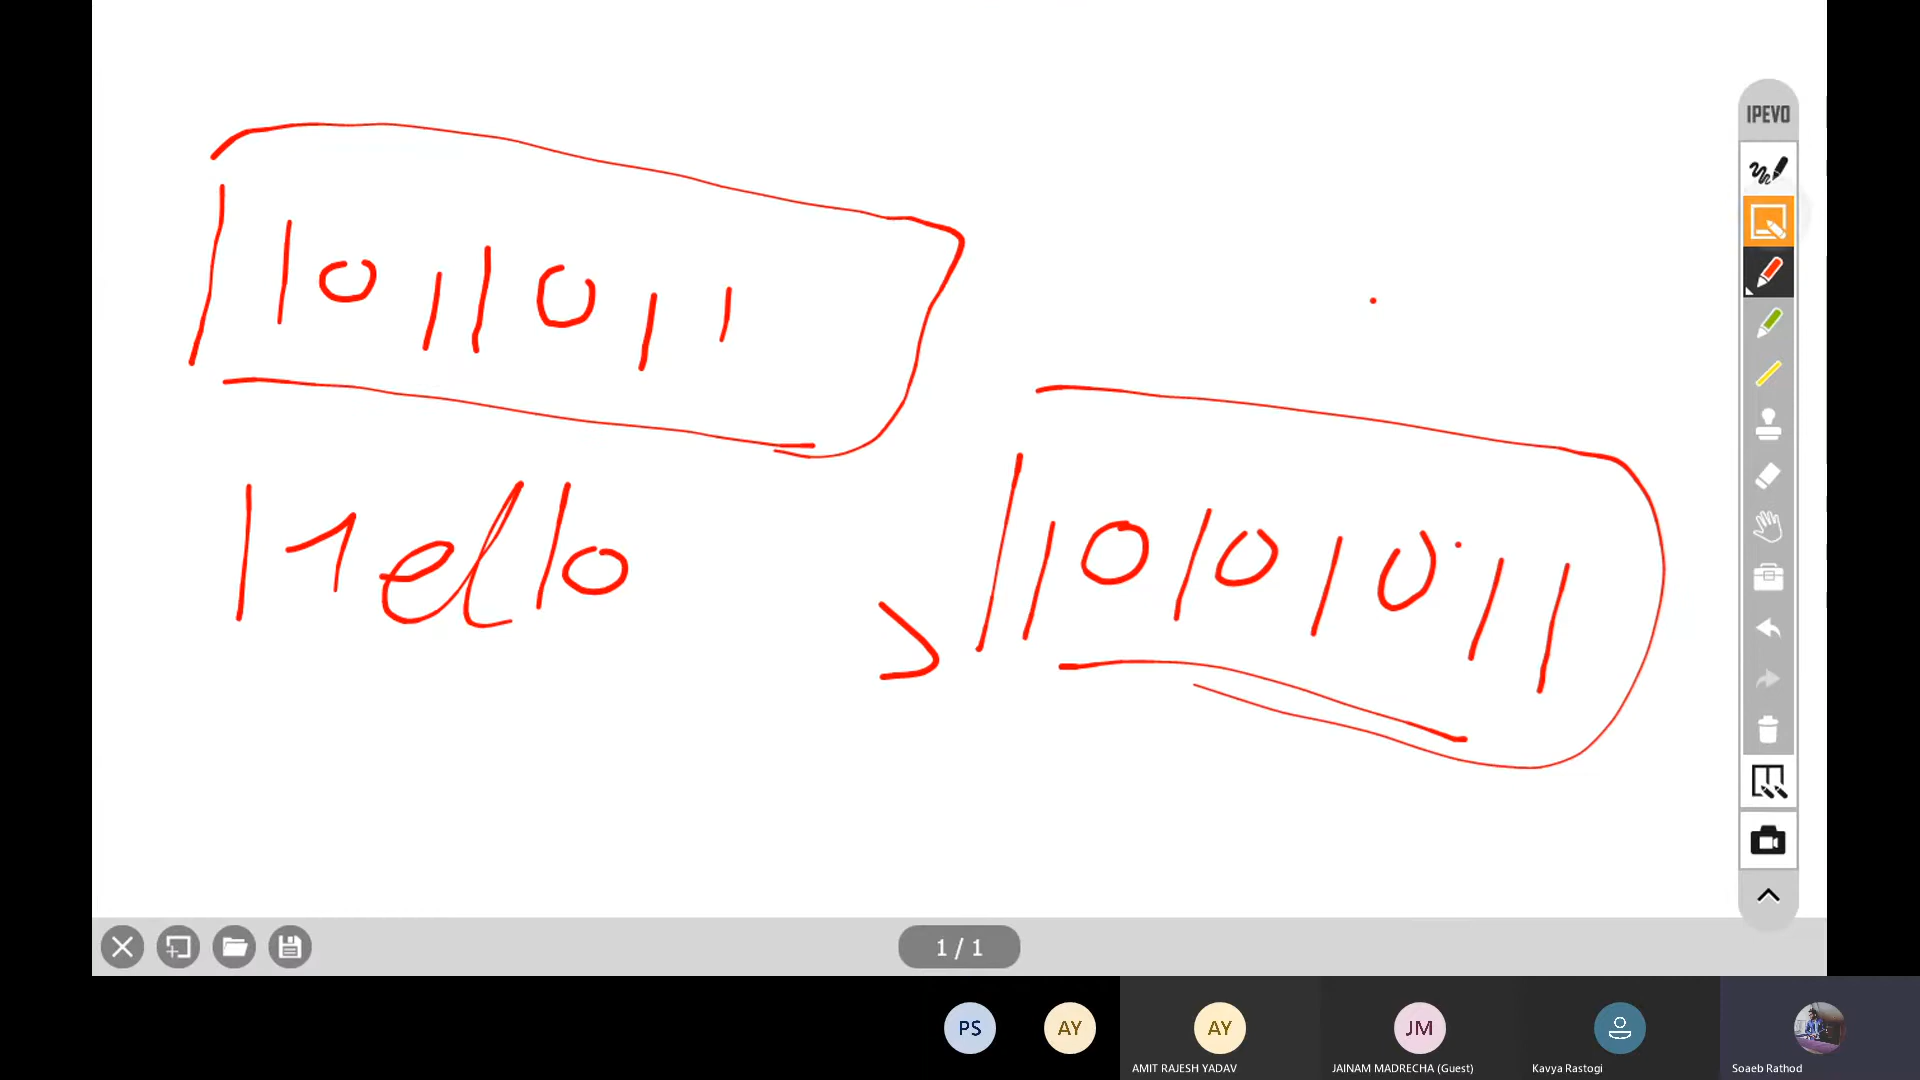 IPEVO
1011011
Hello
> 10101011
1 / 1
PS
AY
AY
JM
AMIT RAJESH YADAV
JAINAM MADRECHA (Guest)
Kavya Rastogi
Soaeb Rathod